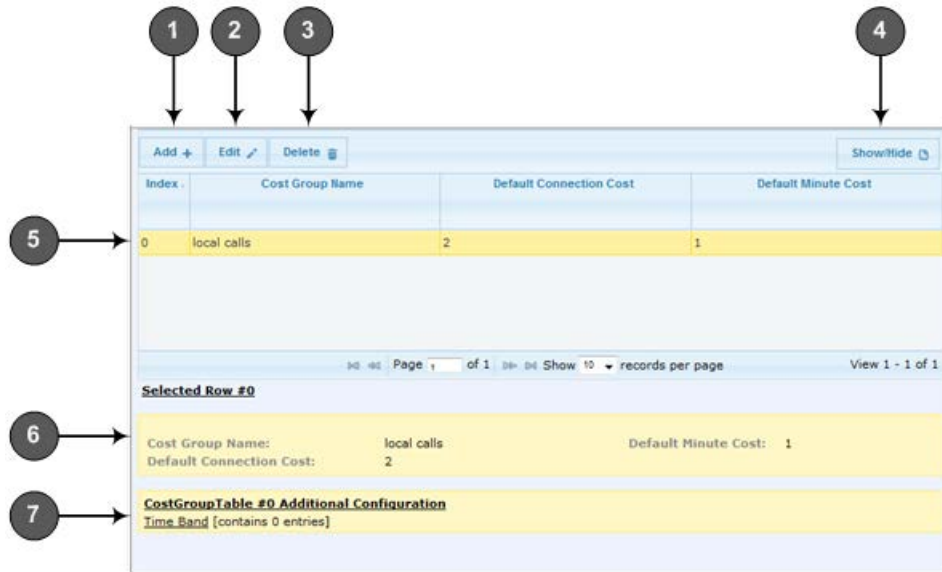 1 2 3 4
Add Edit Delete Show/Hide
Index Cost Group Name Default Connection Cost Default Minute Cost
5
0 local calls 2 1
Page 1 of 1 Show 10 records per page View 1 - 1 of 1
Selected Row #0
6
Cost Group Name: local calls Default Minute Cost: 1
Default Connection Cost: 2
7
CostGroupTable #0 Additional Configuration
Time Band [contains 0 entries]